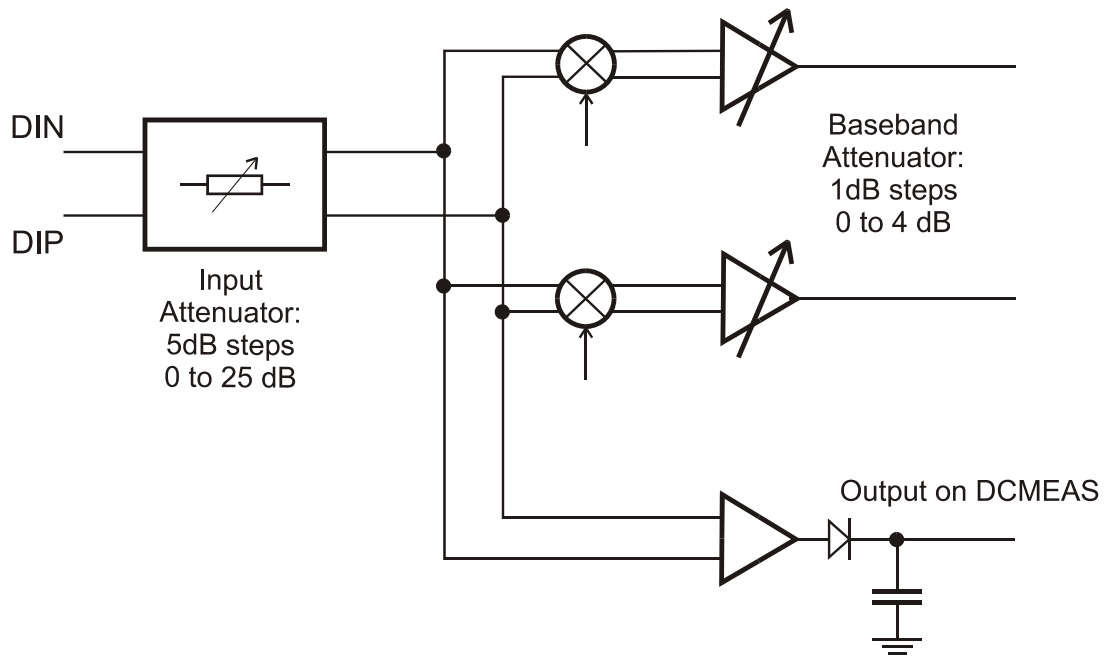 DIN
DIP
Input
Attenuator:
5dB steps
0 to 25 dB
Baseband
Attenuator:
1dB steps
0 to 4 dB
Output on DCMEAS